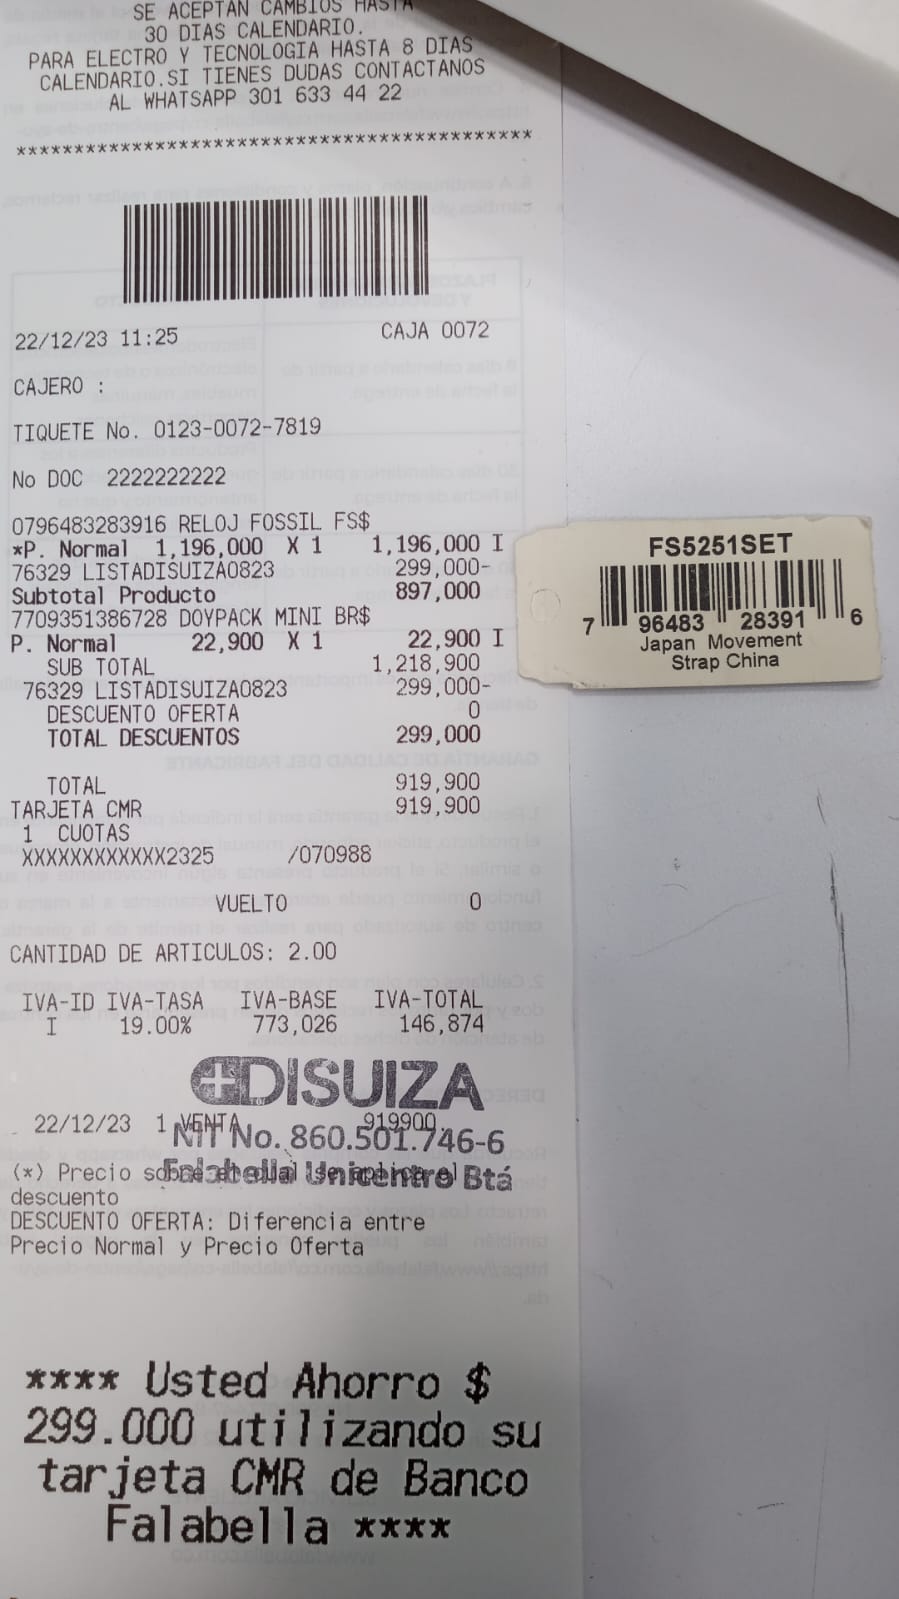 SE ACEPTAN CAMBIOS HASTA
30 DIAS CALENDARIO.
PARA ELECTRO Y TECNOLOGIA HASTA 8 DIAS
CALENDARIO.SI TIENES DUDAS CONTACTANOS
AL WHATSAPP 301 633 44 22
********************************************
22/12/23 11:25 CAJA 0072
CAJERO :
TIQUETE No. 0123-0072-7819
No DOC 2222222222
0796483283916 RELOJ FOSSIL FS$
*P. Normal 1,196,000 X 1 1,196,000 I
76329 LISTADISUIZA0823 299,000-
Subtotal Producto 897,000
7709351386728 DOYPACK MINI BR$
P. Normal 22,900 X 1 22,900 I
SUB TOTAL 1,218,900
76329 LISTADISUIZA0823 299,000-
DESCUENTO OFERTA 0
TOTAL DESCUENTOS 299,000
TOTAL 919,900
TARJETA CMR 919,900
1 CUOTAS
XXXXXXXXXXXX2325 /070988
VUELTO 0
CANTIDAD DE ARTICULOS: 2.00
IVA-ID IVA-TASA IVA-BASE IVA-TOTAL
I 19.00% 773,026 146,874
DISUIZA
22/12/23 1 VENTA 919900.
NIT No. 860.501.746-6
Falabella Unicentro Btá
(*) Precio sobre el cual se aplica el
descuento
DESCUENTO OFERTA: Diferencia entre
Precio Normal y Precio Oferta
**** Usted Ahorro $
299.000 utilizando su
tarjeta CMR de Banco
Falabella ****
FS5251SET
7 96483 28391 6
Japan Movement
Strap China